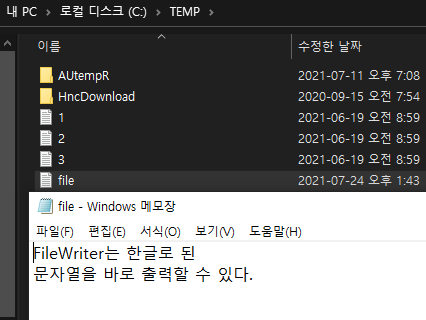 내 PC > 로컬 디스크 (C:) > TEMP >
이름 수정한 날짜
AUtempR 2021-07-11 오후 7:08
HncDownload 2020-09-15 오전 7:54
1 2021-06-19 오전 8:59
2 2021-06-19 오전 8:59
3 2021-06-19 오전 8:59
file 2021-07-24 오후 1:43
file - Windows 메모장
파일(F) 편집(E) 서식(O) 보기(V) 도움말(H)
FileWriter는 한글로 된
문자열을 바로 출력할 수 있다.